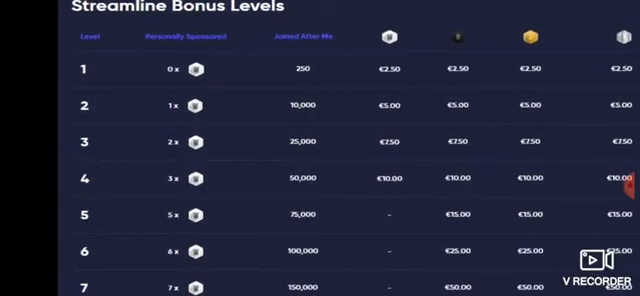 Streamline Bonus Levels
Level Personally Sponsored Joined After Me
1 0 x 250 €2.50 €2.50 €2.50 €2.50
2 1 x 10,000 €5.00 €5.00 €5.00 €5.00
3 2 x 25,000 €7.50 €7.50 €7.50 €7.50
4 3 x 50,000 €10.00 €10.00 €10.00 €10.00
5 5 x 75,000 - €15.00 €15.00 €15.00
6 6 x 100,000 - €25.00 €25.00 €25.00
7 7 x 150,000 - €50.00 €50.00 €50.00
V RECORDER